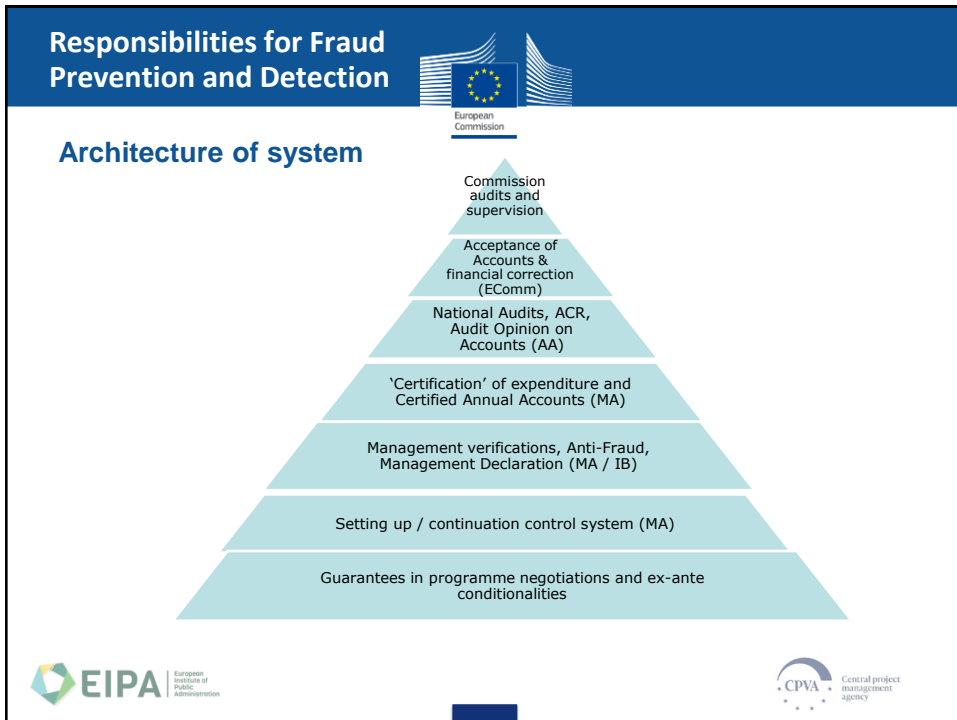 Responsibilities for Fraud
Prevention and Detection
European
Commission
Architecture of system
Commission
audits and
supervision
Acceptance of
Accounts &
financial correction
(EComm)
National Audits, ACR,
Audit Opinion on
Accounts (AA)
‘Certification’ of expenditure and
Certified Annual Accounts (MA)
Management verifications, Anti-Fraud,
Management Declaration (MA / IB)
Setting up / continuation control system (MA)
Guarantees in programme negotiations and ex-ante
conditionalities
EIPA
European
Institute of
Public
Administration
CPVA
Central project
management
agency